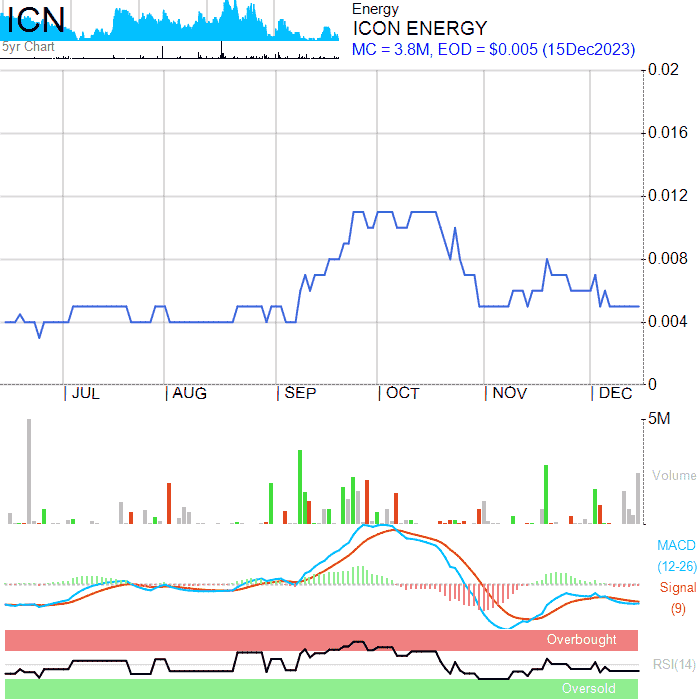 ICN
5yr Chart
Energy
ICON ENERGY
MC = 3.8M, EOD = $0.005 (15Dec2023)
0.02
0.016
0.012
0.008
0.004
0
JUL AUG SEP OCT NOV DEC
5M
Volume
MACD
(12-26)
Signal
(9)
Overbought
RSI(14)
Oversold